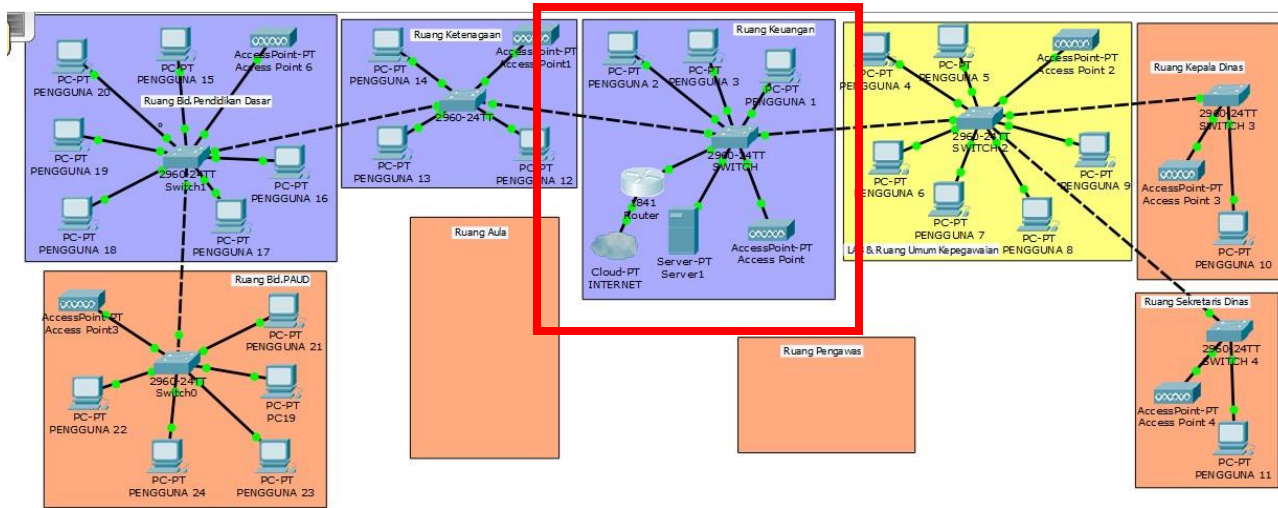 Ruang Bid.Pendidikan Dasar
PC-PT
PENGGUNA 20
PC-PT
PENGGUNA 15
AccessPoint-PT
Access Point 6
PC-PT
PENGGUNA 19
2960-24TT
Switch1
PC-PT
PENGGUNA 16
PC-PT
PENGGUNA 18
PC-PT
PENGGUNA 17
Ruang Ketenagaan
PC-PT
PENGGUNA 14
AccessPoint-PT
Access Point1
2960-24TT
PC-PT
PENGGUNA 13
PC-PT
PENGGUNA 12
Ruang Keuangan
PC-PT
PENGGUNA 2
PC-PT
PENGGUNA 3
PC-PT
PENGGUNA 1
2960-24TT
SWITCH
1841
Router
Cloud-PT
INTERNET
Server-PT
Server1
AccessPoint-PT
Access Point
PC-PT
PENGGUNA 4
PC-PT
PENGGUNA 5
AccessPoint-PT
Access Point 2
2960-24TT
SWITCH 2
PC-PT
PENGGUNA 6
PC-PT
PENGGUNA 7
PC-PT
PENGGUNA 8
PC-PT
PENGGUNA 9
LAB & Ruang Umum Kepegawaian
Ruang Kepala Dinas
2960-24TT
SWITCH 3
AccessPoint-PT
Access Point 3
PC-PT
PENGGUNA 10
Ruang Bid.PAUD
AccessPoint-PT
Access Point3
PC-PT
PENGGUNA 21
2960-24TT
Switch0
PC-PT
PENGGUNA 22
PC-PT
PC19
PC-PT
PENGGUNA 24
PC-PT
PENGGUNA 23
Ruang Aula
Ruang Pengawas
Ruang Sekretaris Dinas
2960-24TT
SWITCH 4
AccessPoint-PT
Access Point 4
PC-PT
PENGGUNA 11